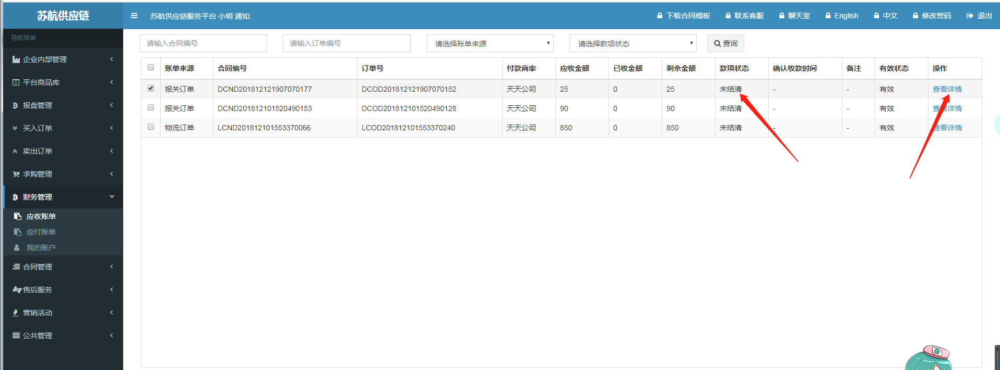 苏航供应链
苏航供应链服务平台 小明 通知:
下载合同模板
联系客服
聊天室
English
中文
修改密码
退出
导航菜单
企业内部管理
平台商品库
报盘管理
买入订单
卖出订单
求购管理
财务管理
应收账单
应付账单
我的账户
合同管理
售后服务
营销活动
公共管理
请输入合同编号
请输入订单编号
请选择账单来源
请选择款项状态
查询
账单来源 合同编号 订单号 付款商家 应收金额 已收金额 剩余金额 款项状态 确认收款时间 备注 有效状态 操作
报关订单 DCND201812121907070177 DCOD201812121907070152 天天公司 25 0 25 未结清 - - 有效 查看详情
报关订单 DCND201812101520490153 DCOD201812101520490128 天天公司 90 0 90 未结清 - - 有效 查看详情
物流订单 LCND201812101553370066 LCOD201812101553370240 天天公司 850 0 850 未结清 - - 有效 查看详情